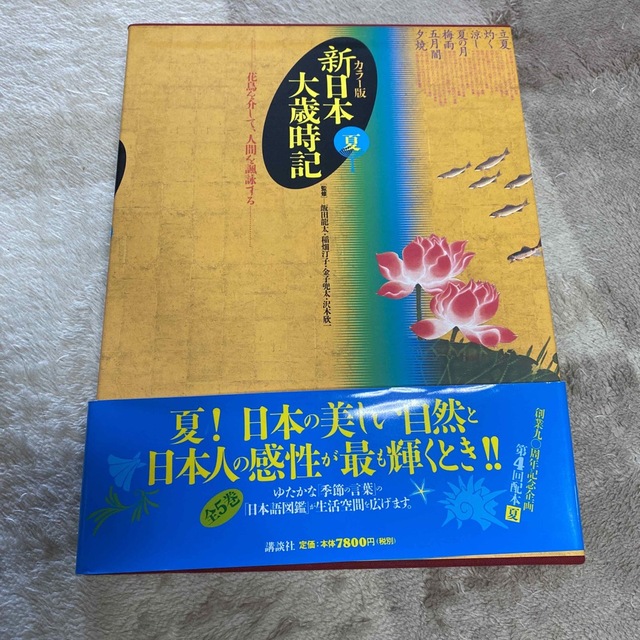 カラー版
新日本
大歳時記
夏
花鳥を介して、人間を諷詠する
監修
飯田龍太・稲畑汀子・金子兜太・沢木欣一
立夏
灼く
涼し
夏の月
梅雨
五月闇
夕焼
夏！日本の美しい自然と
日本人の感性が最も輝くとき!!
全5巻
ゆたかな「季節の言葉」の
「日本語図鑑」が生活空間を広げます。
講談社 定価：本体7800円（税別）
創業九〇周年記念企画
第4回配本 夏